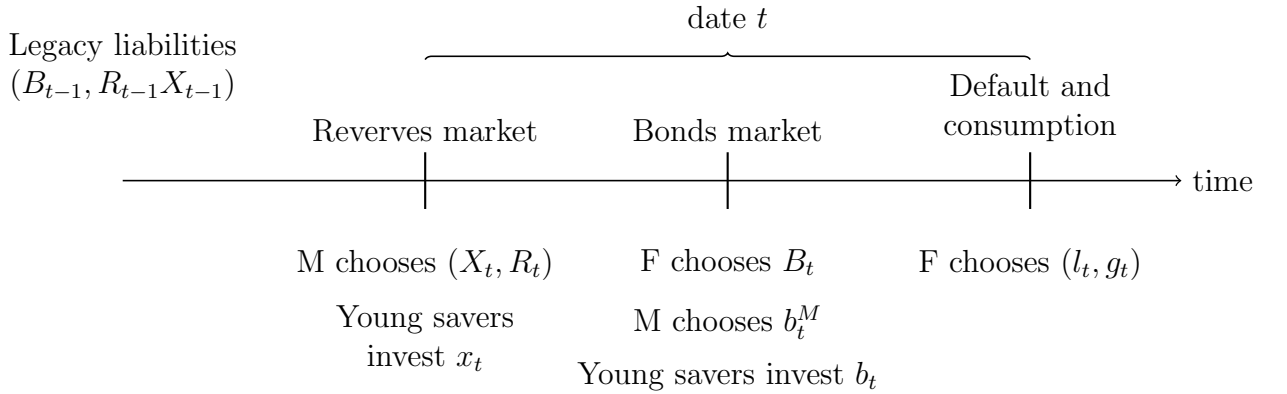 date $t$
Legacy liabilities
$(B_{t-1}, R_{t-1}X_{t-1})$
Default and
consumption
Reverves market
Bonds market
time
M chooses $(X_t, R_t)$
F chooses $B_t$
F chooses $(l_t, g_t)$
Young savers
invest $x_t$
M chooses $b_t^M$
Young savers invest $b_t$